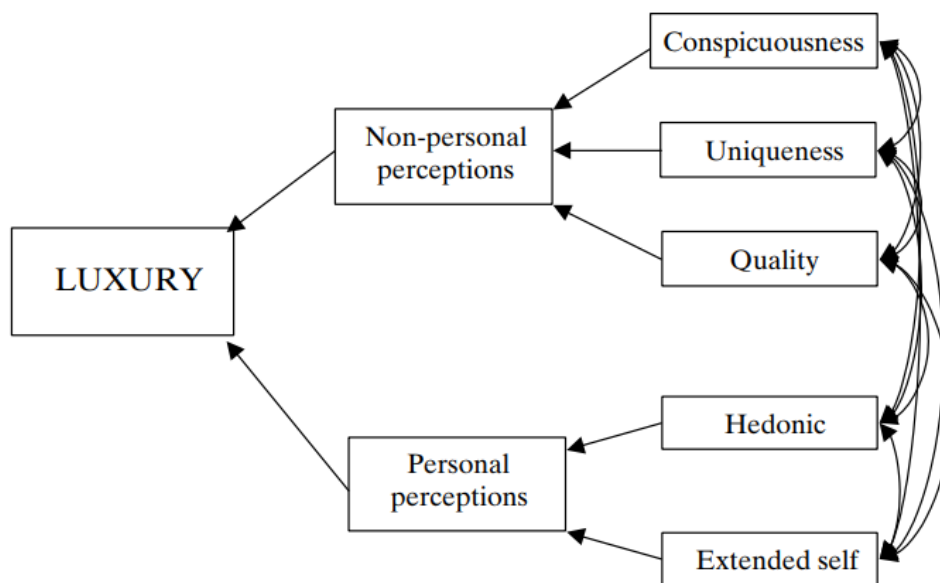 Conspicuousness
Non-personal
perceptions
Uniqueness
Quality
LUXURY
Hedonic
Personal
perceptions
Extended self